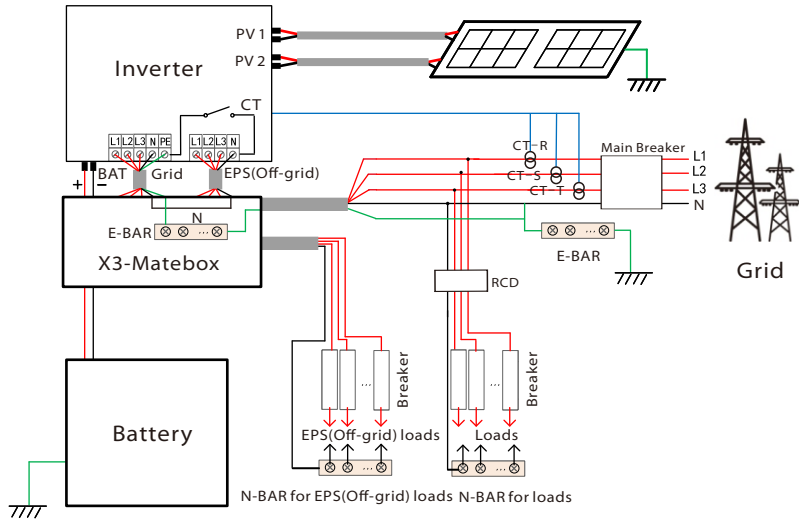 PV 1
PV 2
Inverter
CT
L1 L2 L3 N PE
L1 L2 L3 N
BAT
Grid
EPS(Off-grid)
+
−
CT-R
CT-S
CT-T
Main Breaker
L1
L2
L3
N
N
E-BAR
X3-Matebox
E-BAR
Grid
RCD
...
Breaker
...
Breaker
EPS(Off-grid) loads
Loads
Battery
N-BAR for EPS(Off-grid) loads
N-BAR for loads